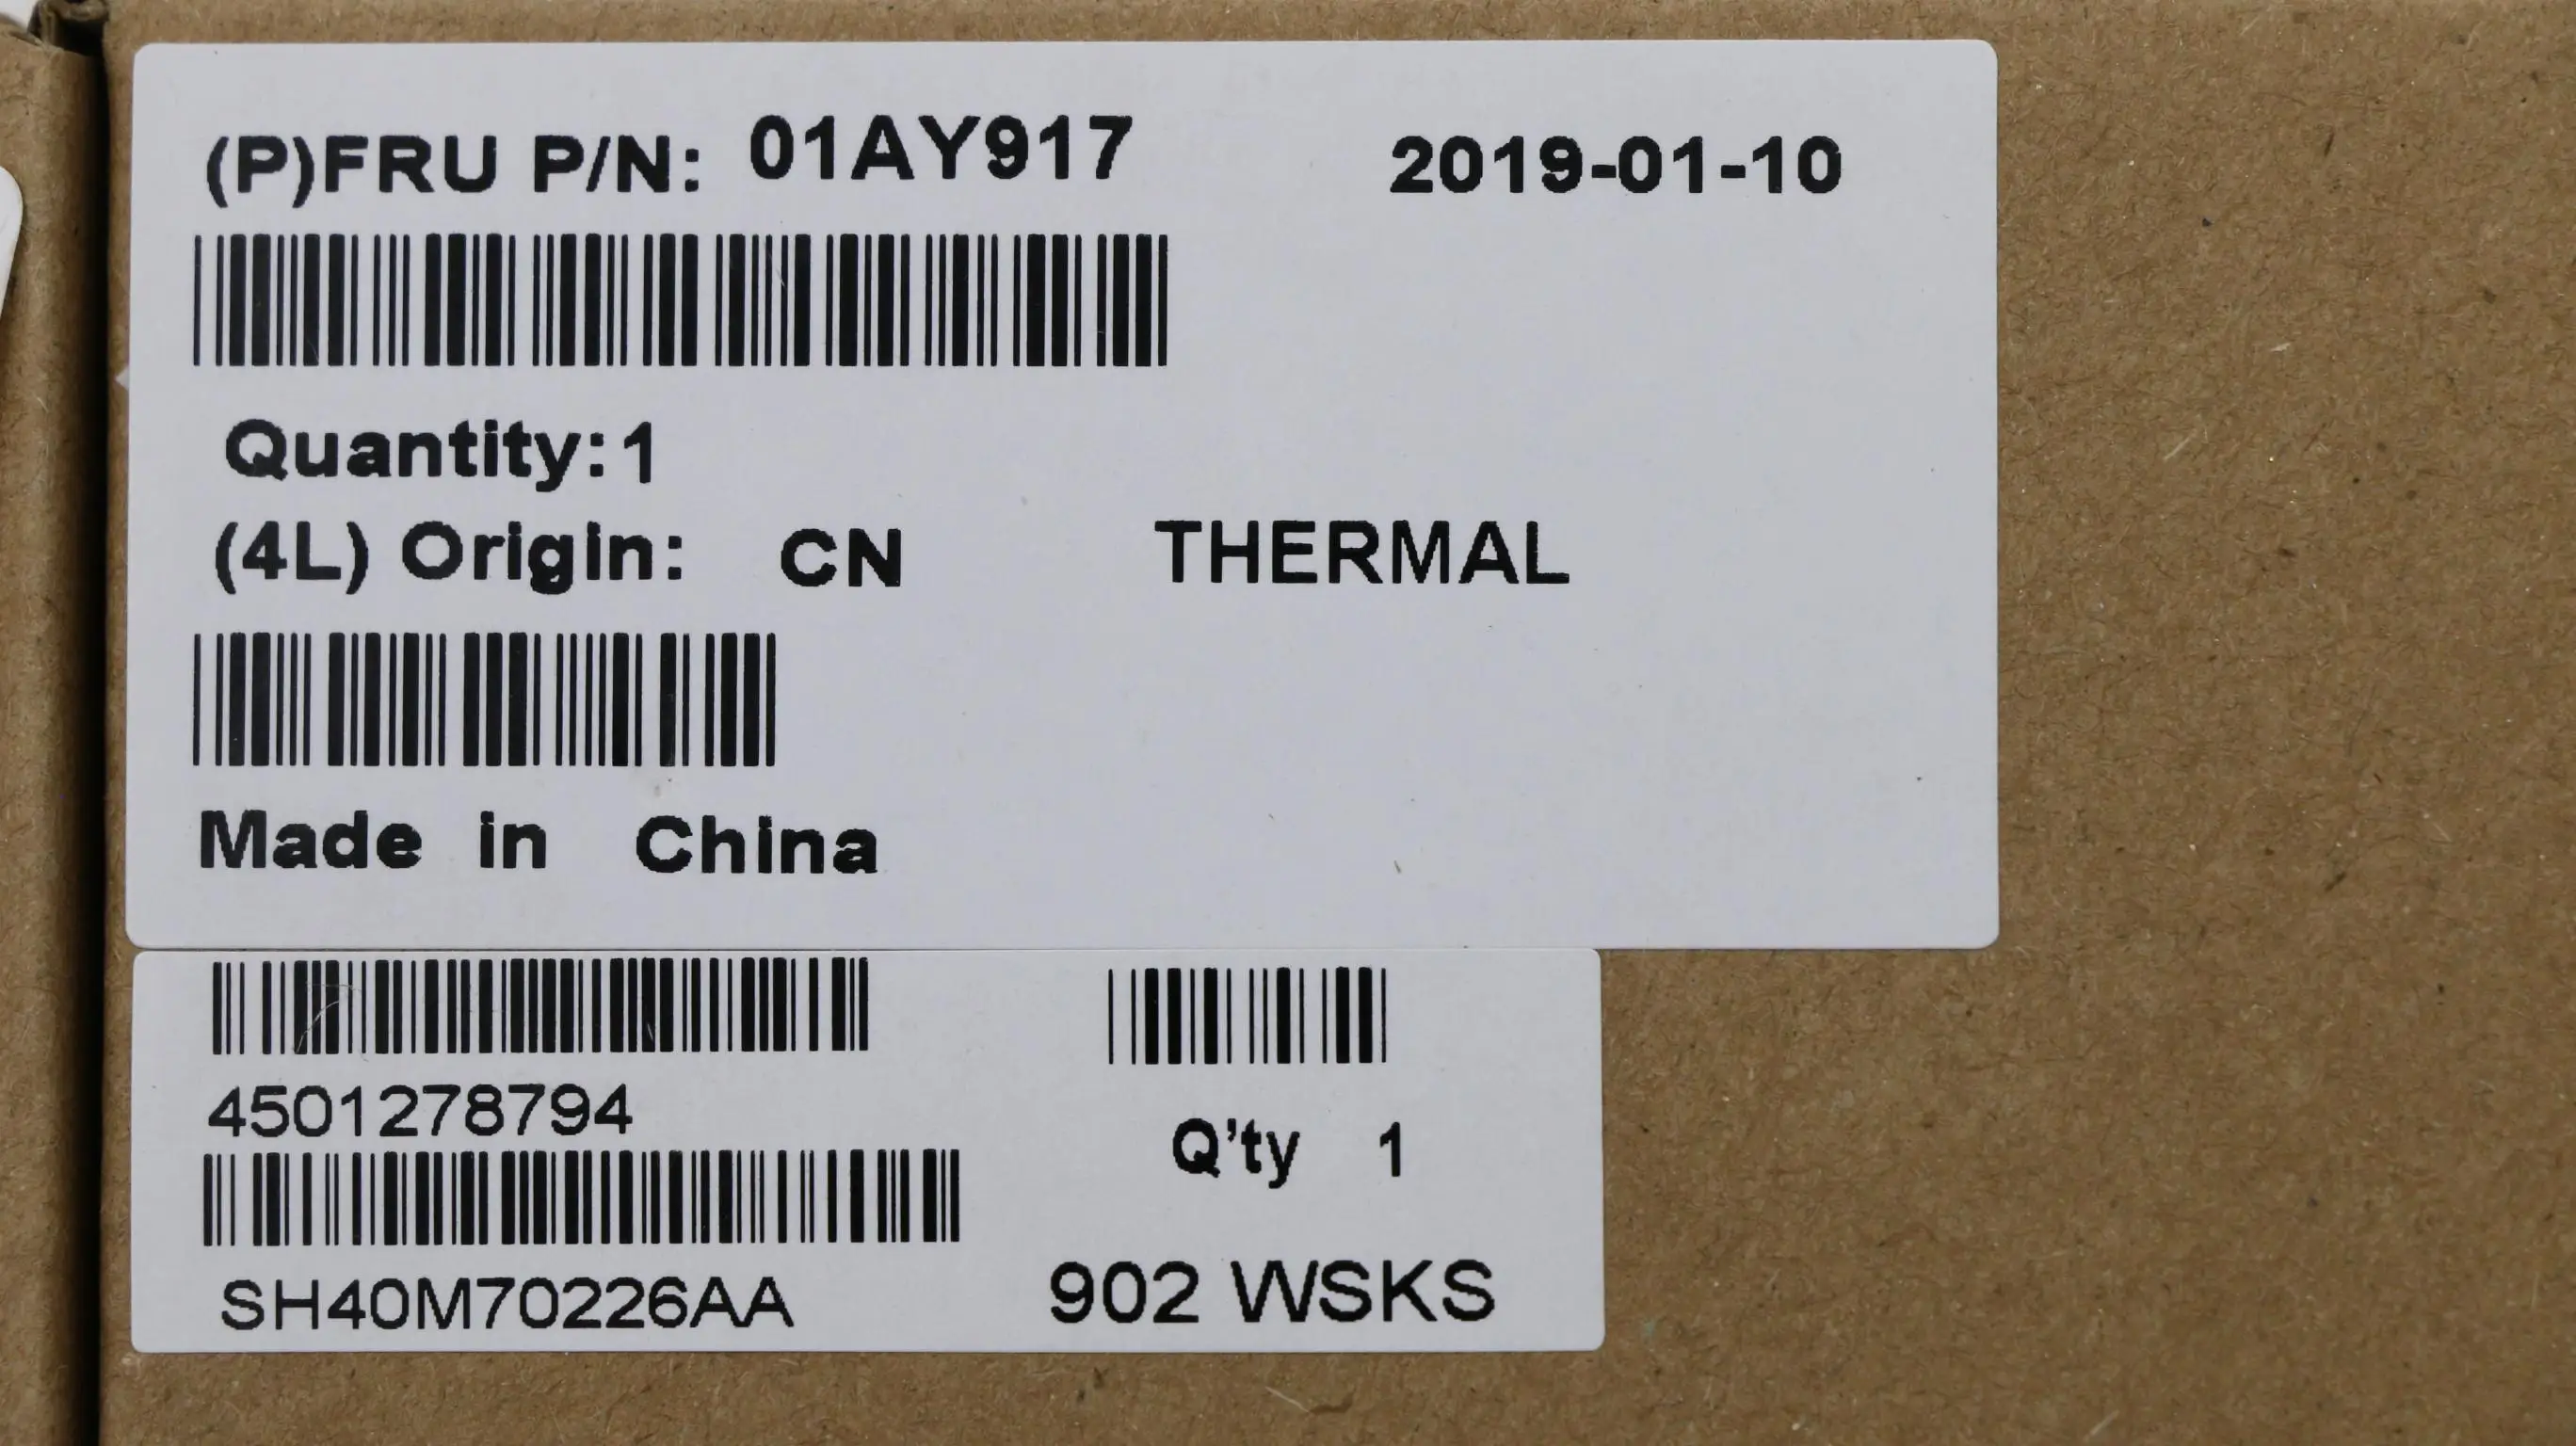 (P)FRU P/N: 01AY917 2019-01-10
Quantity:1
(4L) Origin: CN THERMAL
Made in China
4501278794
Q'ty 1
SH40M70226AA 902 WSKS